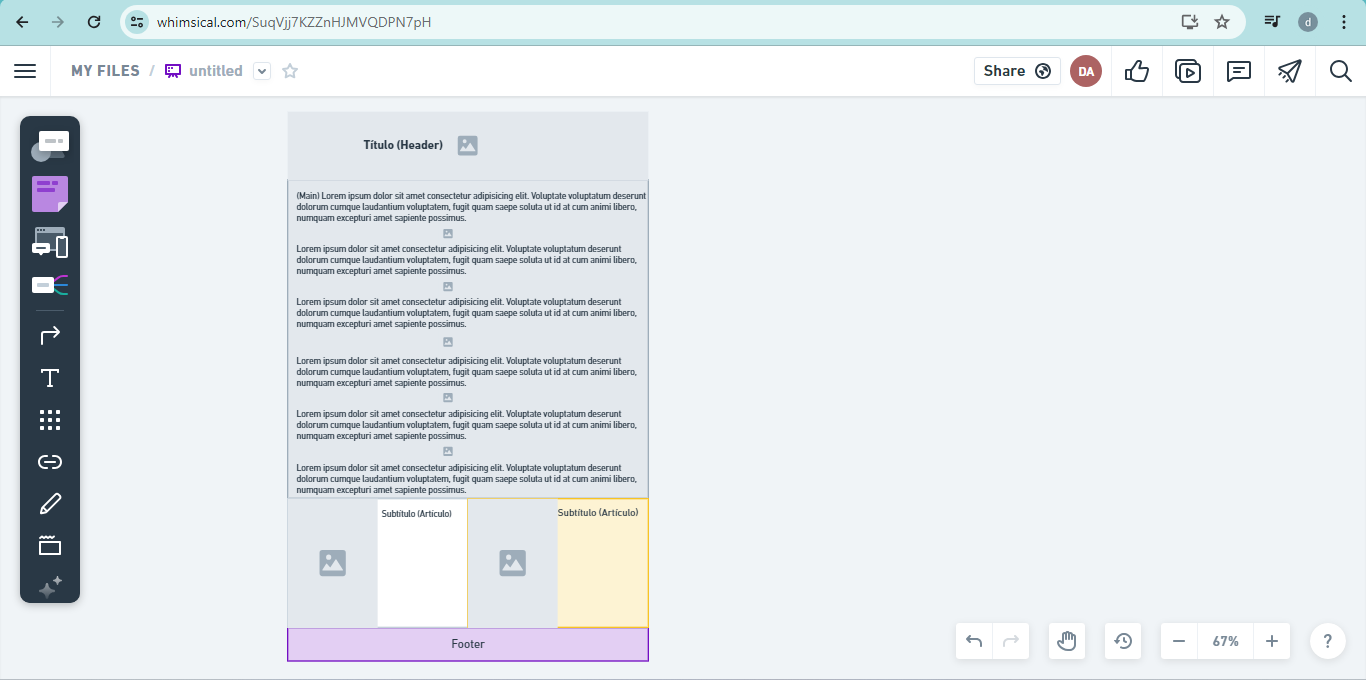 whimsical.com/SuqVjj7KZZnHJMVQDPN7pH
d
MY FILES / untitled
Share
DA
Título (Header)
(Main) Lorem ipsum dolor sit amet consectetur adipisicing elit. Voluptate voluptatum deserunt
dolorum cumque laudantium voluptatem, fugit quam saepe soluta ut id at cum animi libero,
numquam excepturi amet sapiente possimus.
Lorem ipsum dolor sit amet consectetur adipisicing elit. Voluptate voluptatum deserunt
dolorum cumque laudantium voluptatem, fugit quam saepe soluta ut id at cum animi libero,
numquam excepturi amet sapiente possimus.
Lorem ipsum dolor sit amet consectetur adipisicing elit. Voluptate voluptatum deserunt
dolorum cumque laudantium voluptatem, fugit quam saepe soluta ut id at cum animi libero,
numquam excepturi amet sapiente possimus.
Lorem ipsum dolor sit amet consectetur adipisicing elit. Voluptate voluptatum deserunt
dolorum cumque laudantium voluptatem, fugit quam saepe soluta ut id at cum animi libero,
numquam excepturi amet sapiente possimus.
Lorem ipsum dolor sit amet consectetur adipisicing elit. Voluptate voluptatum deserunt
dolorum cumque laudantium voluptatem, fugit quam saepe soluta ut id at cum animi libero,
numquam excepturi amet sapiente possimus.
Lorem ipsum dolor sit amet consectetur adipisicing elit. Voluptate voluptatum deserunt
dolorum cumque laudantium voluptatem, fugit quam saepe soluta ut id at cum animi libero,
numquam excepturi amet sapiente possimus.
Subtítulo (Artículo)
Subtítulo (Artículo)
Footer
67%
?